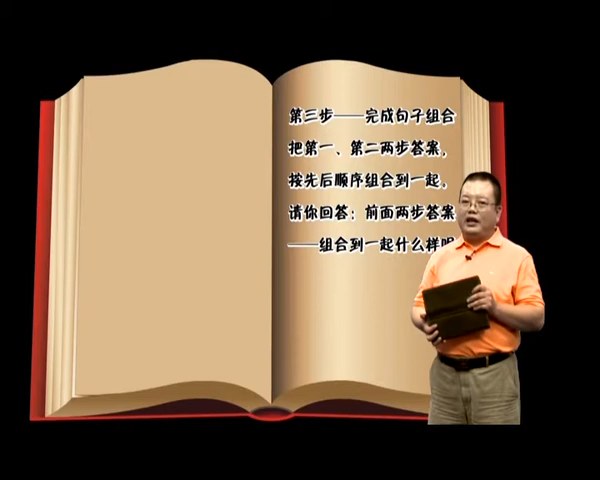 第三步——完成句子组合
把第一、第二两步答案，
按先后顺序组合到一起。
请你回答：前面两步答案
——组合到一起什么样呢